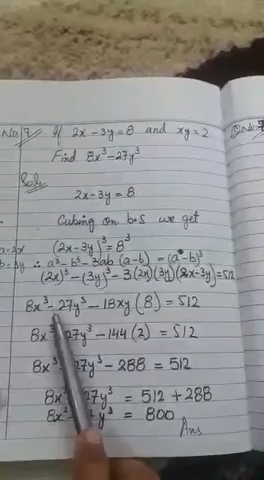 No. 7 If 2x - 3y = 8 and xy = 2
Find 8x³ - 27y³
Sol:
2x - 3y = 8
Cubing on b.s we get
(2x - 3y)³ = 8³
a = 2x
b = 3y ∴ a³ - b³ - 3ab (a - b) = (a - b)³
(2x)³ - (3y)³ - 3(2x)(3y)(2x - 3y) = 512
8x³ - 27y³ - 18xy (8) = 512
8x³ - 27y³ - 144 (2) = 512
8x³ - 27y³ - 288 = 512
8x³ - 27y³ = 512 + 288
8x³ - 27y³ = 800
Ans